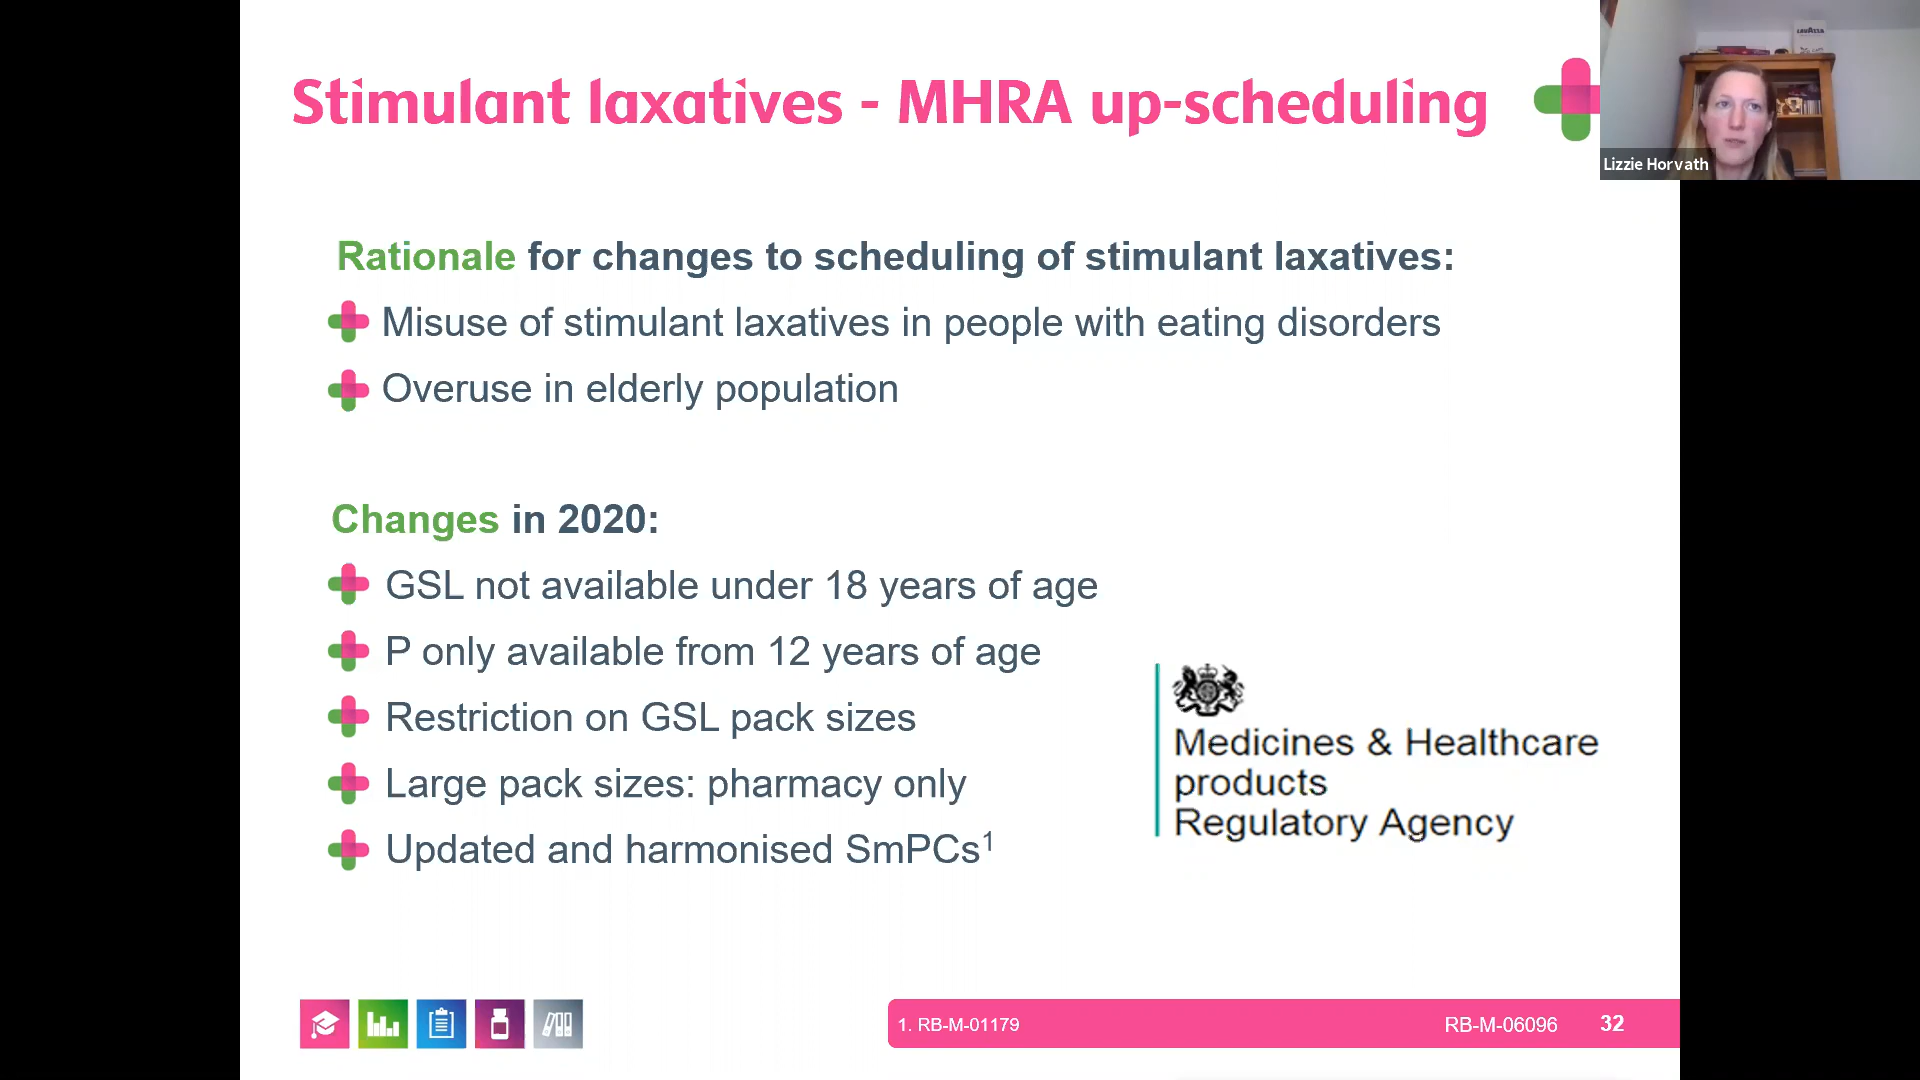 Stimulant laxatives - MHRA up-scheduling
LAVAZZA
Lizzie Horvath
Rationale for changes to scheduling of stimulant laxatives:
Misuse of stimulant laxatives in people with eating disorders
Overuse in elderly population
Changes in 2020:
GSL not available under 18 years of age
P only available from 12 years of age
Restriction on GSL pack sizes
Large pack sizes: pharmacy only
Updated and harmonised SmPCs1
Medicines & Healthcare
products
Regulatory Agency
1. RB-M-01179
RB-M-06096
32